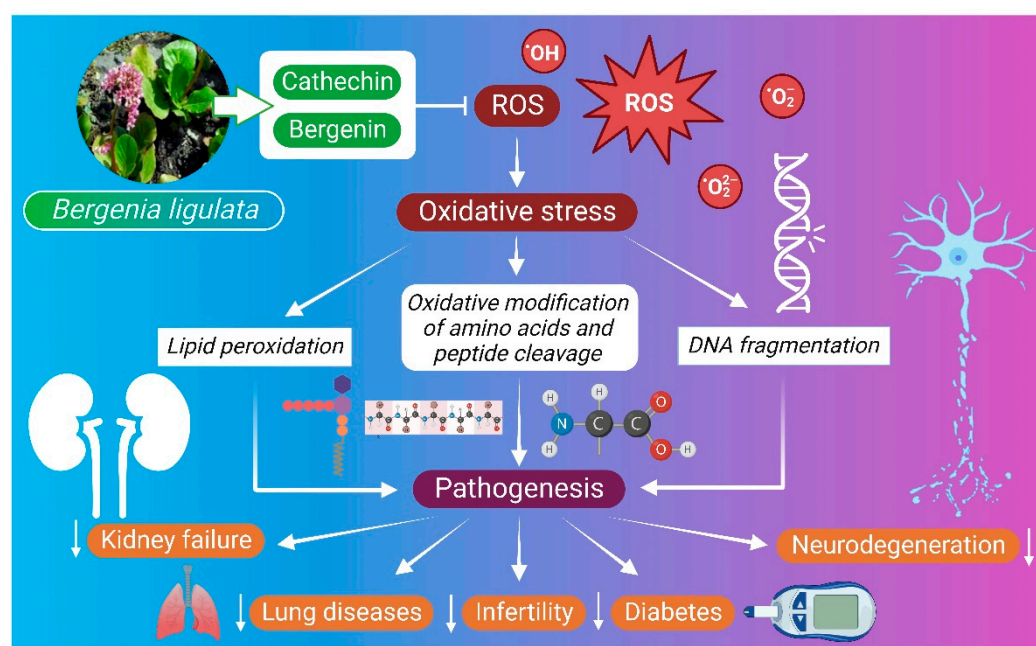 Cathechin
Bergenin
Bergenia ligulata
•OH
ROS
ROS
•O₂⁻
•O₂²⁻
Oxidative stress
Lipid peroxidation
Oxidative modification
of amino acids and
peptide cleavage
DNA fragmentation
H
H
O
N
C
C
H
O
H
Pathogenesis
Kidney failure
Neurodegeneration
Lung diseases
Infertility
Diabetes